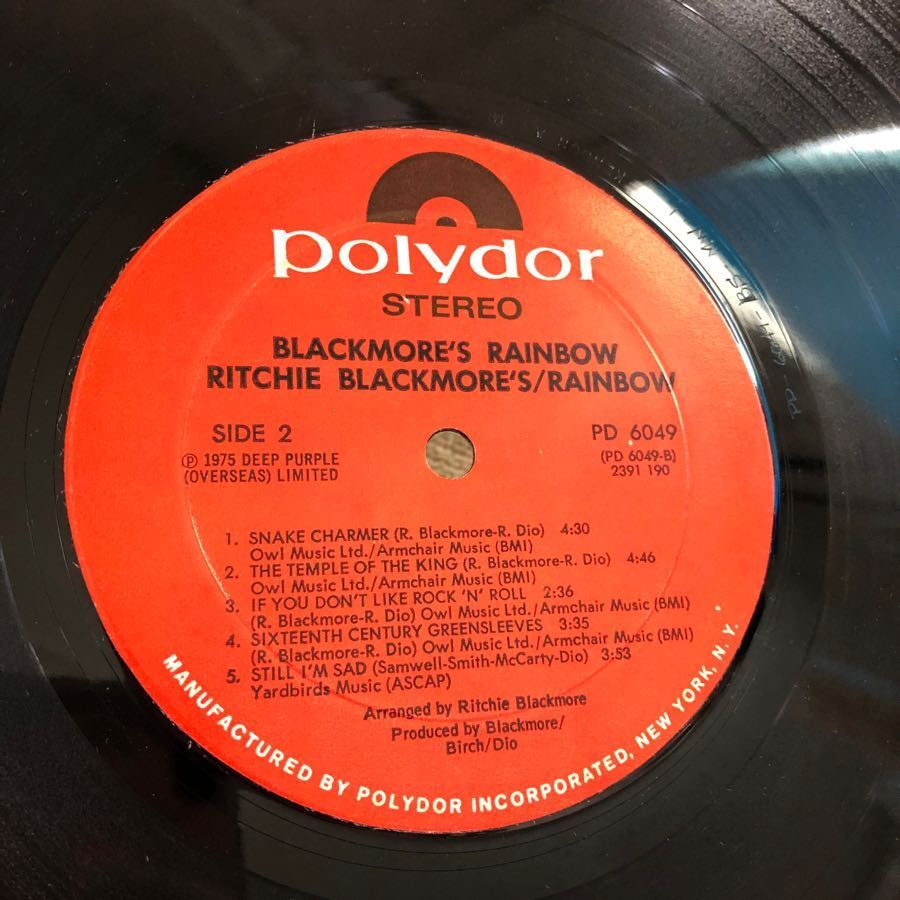 polydor
STEREO
BLACKMORE'S RAINBOW
RITCHIE BLACKMORE'S/RAINBOW
SIDE 2
℗ 1975 DEEP PURPLE
(OVERSEAS) LIMITED
PD 6049
(PD 6049-B)
2391 190
1. SNAKE CHARMER (R. Blackmore-R. Dio) 4:30
Owl Music Ltd./Armchair Music (BMI)
2. THE TEMPLE OF THE KING (R. Blackmore-R. Dio) 4:46
Owl Music Ltd./Armchair Music (BMI)
3. IF YOU DON'T LIKE ROCK 'N' ROLL 2:36
(R. Blackmore-R. Dio) Owl Music Ltd./Armchair Music (BMI)
4. SIXTEENTH CENTURY GREENSLEEVES 3:35
(R. Blackmore-R. Dio) Owl Music Ltd./Armchair Music (BMI)
5. STILL I'M SAD (Samwell-Smith-McCarty-Dio) 3:53
Yardbirds Music (ASCAP)
Arranged by Ritchie Blackmore
Produced by Blackmore/
Birch/Dio
MANUFACTURED BY POLYDOR INCORPORATED, NEW YORK, N.Y.